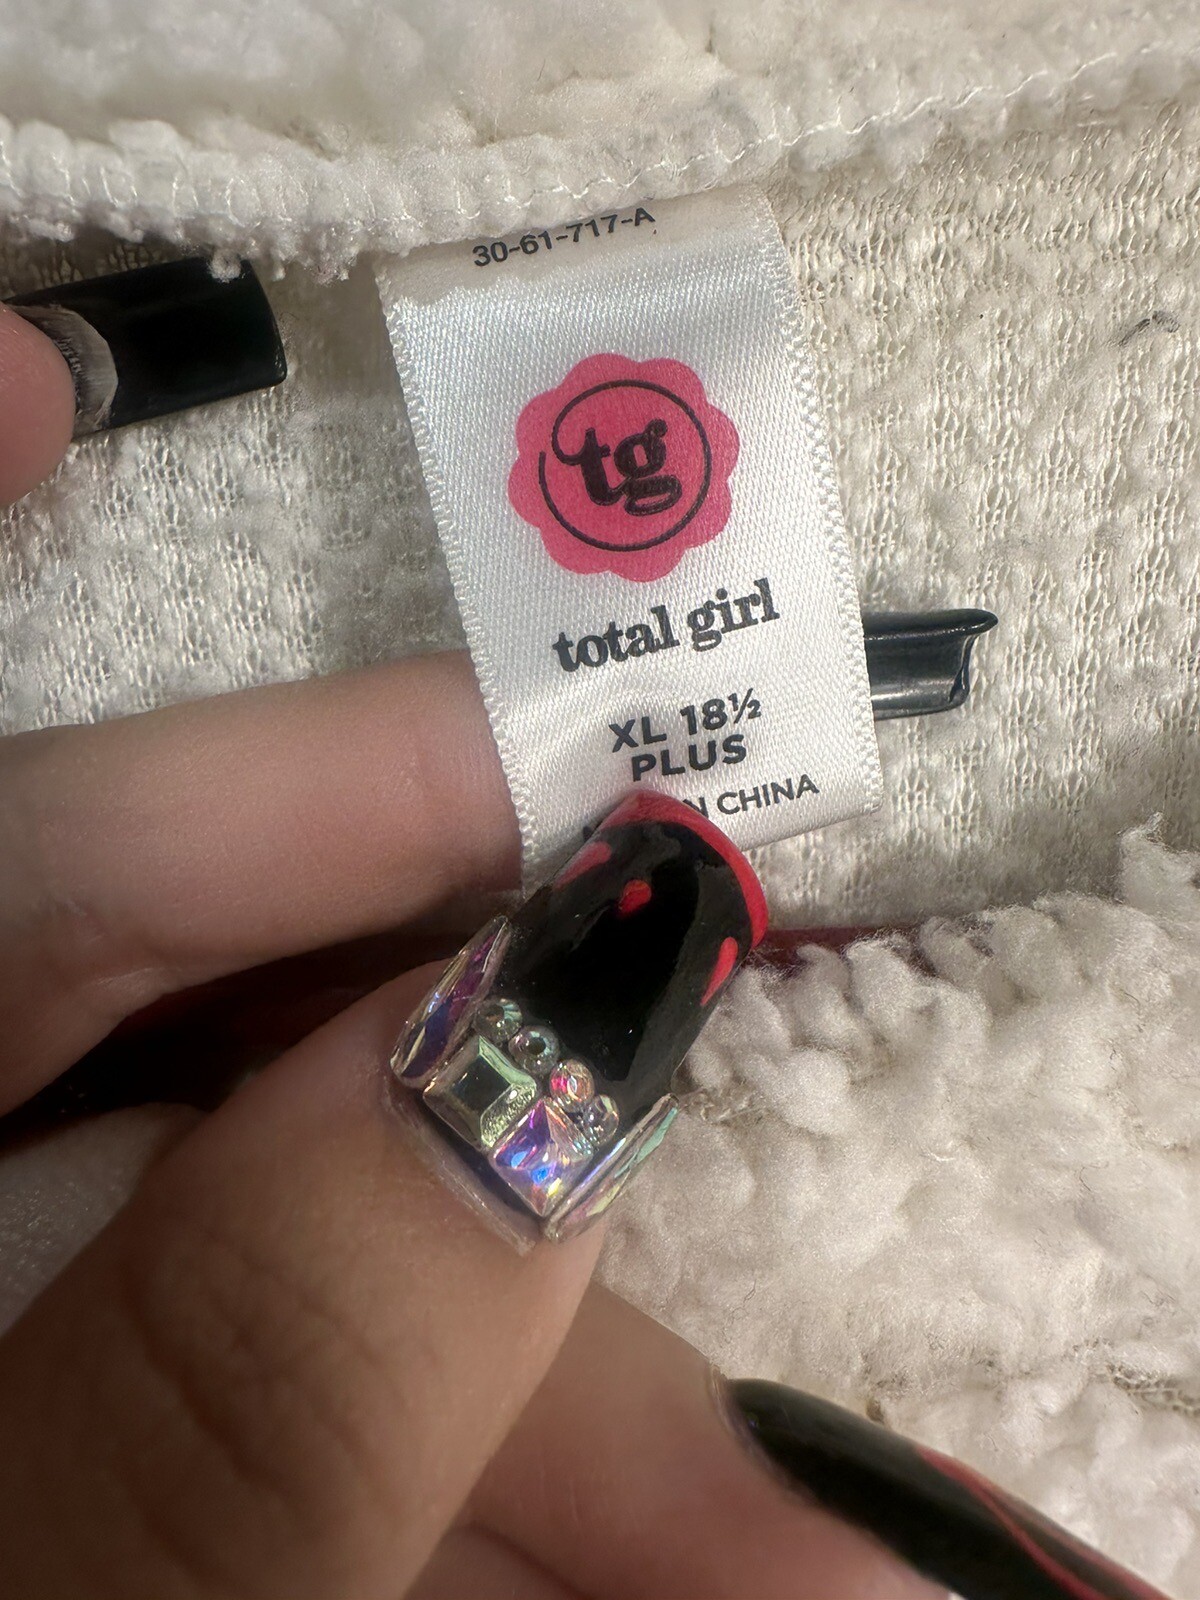 30-61-717-A
tg
total girl
XL 18½
PLUS
CHINA